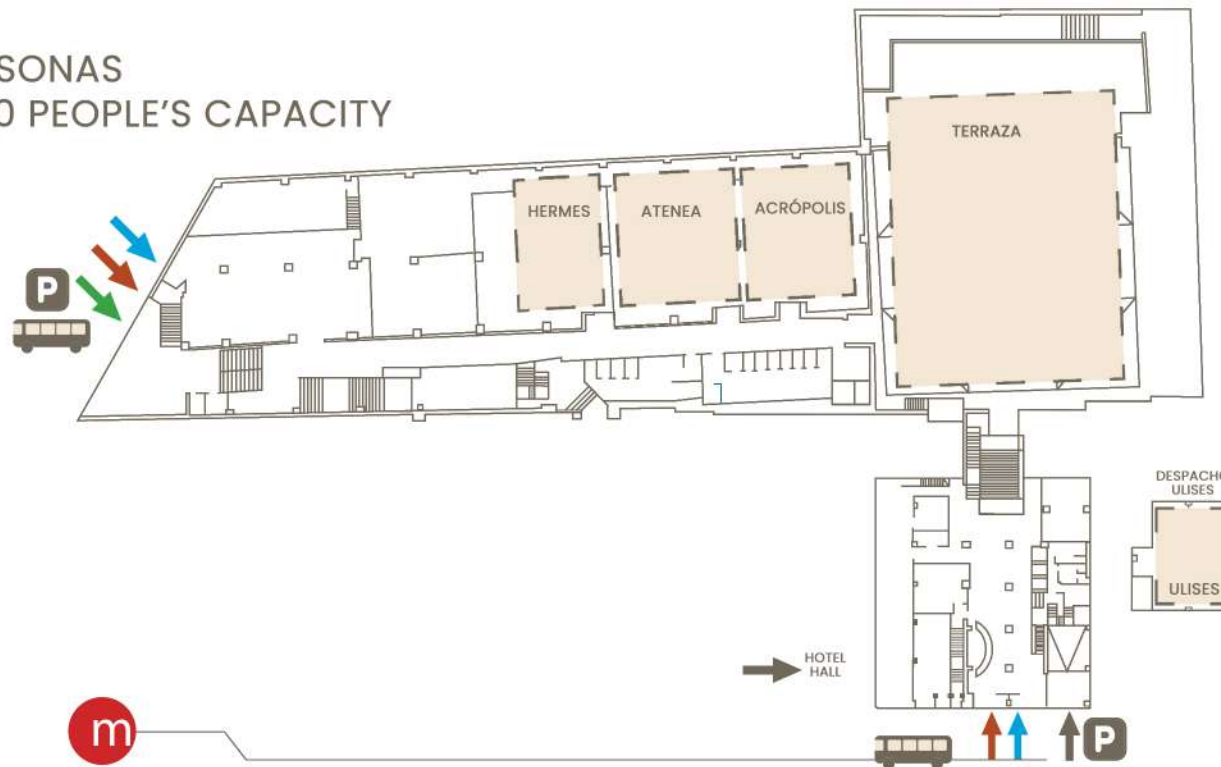 SONAS
0 PEOPLE'S CAPACITY
TERRAZA
HERMES
ATENEA
ACRÓPOLIS
P
DESPACHO
ULISES
ULISES
HOTEL
HALL
m
P